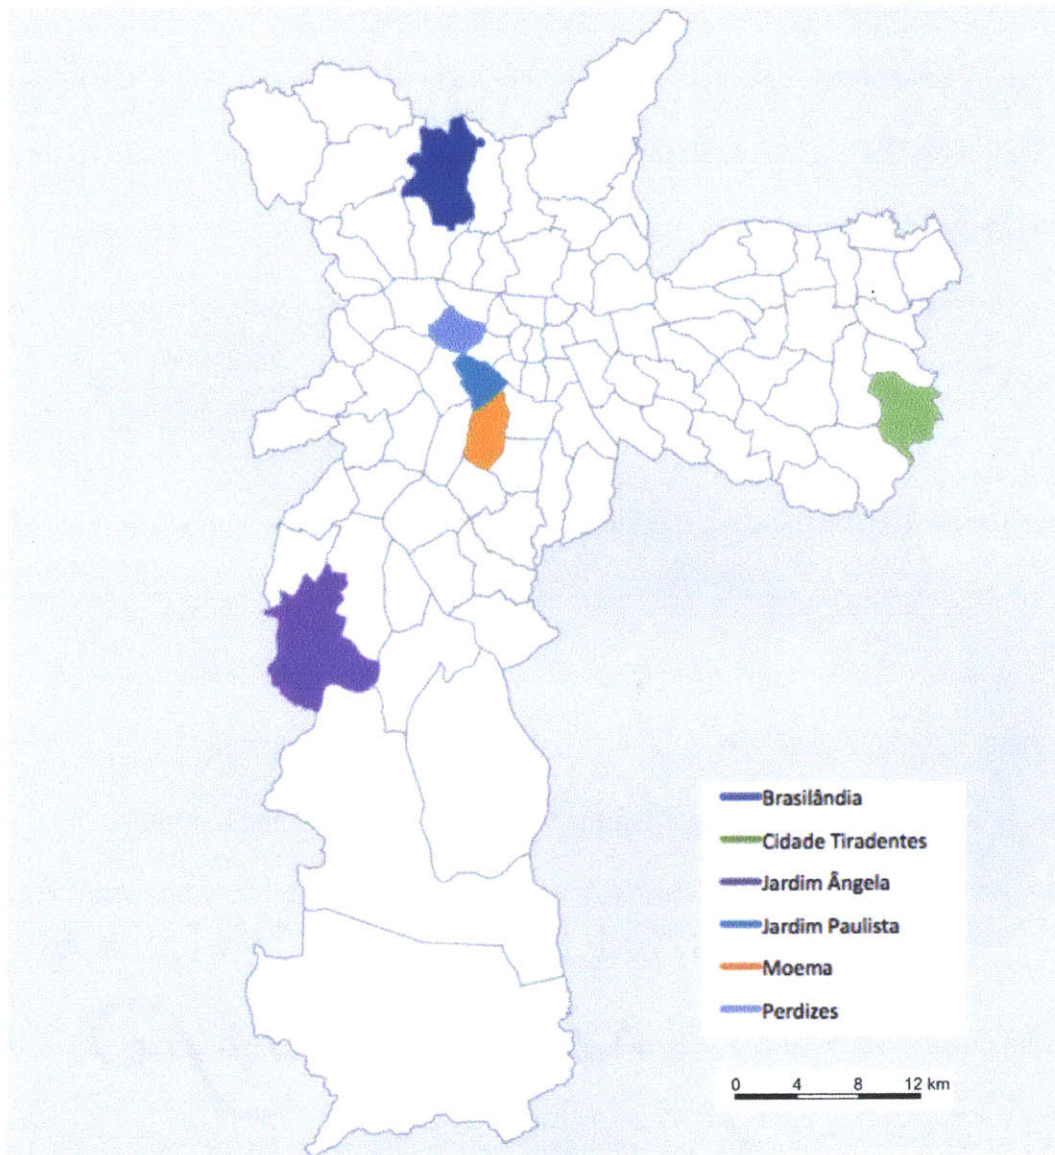 Brasilândia
Cidade Tiradentes
Jardim Ângela
Jardim Paulista
Moema
Perdizes
0 4 8 12 km